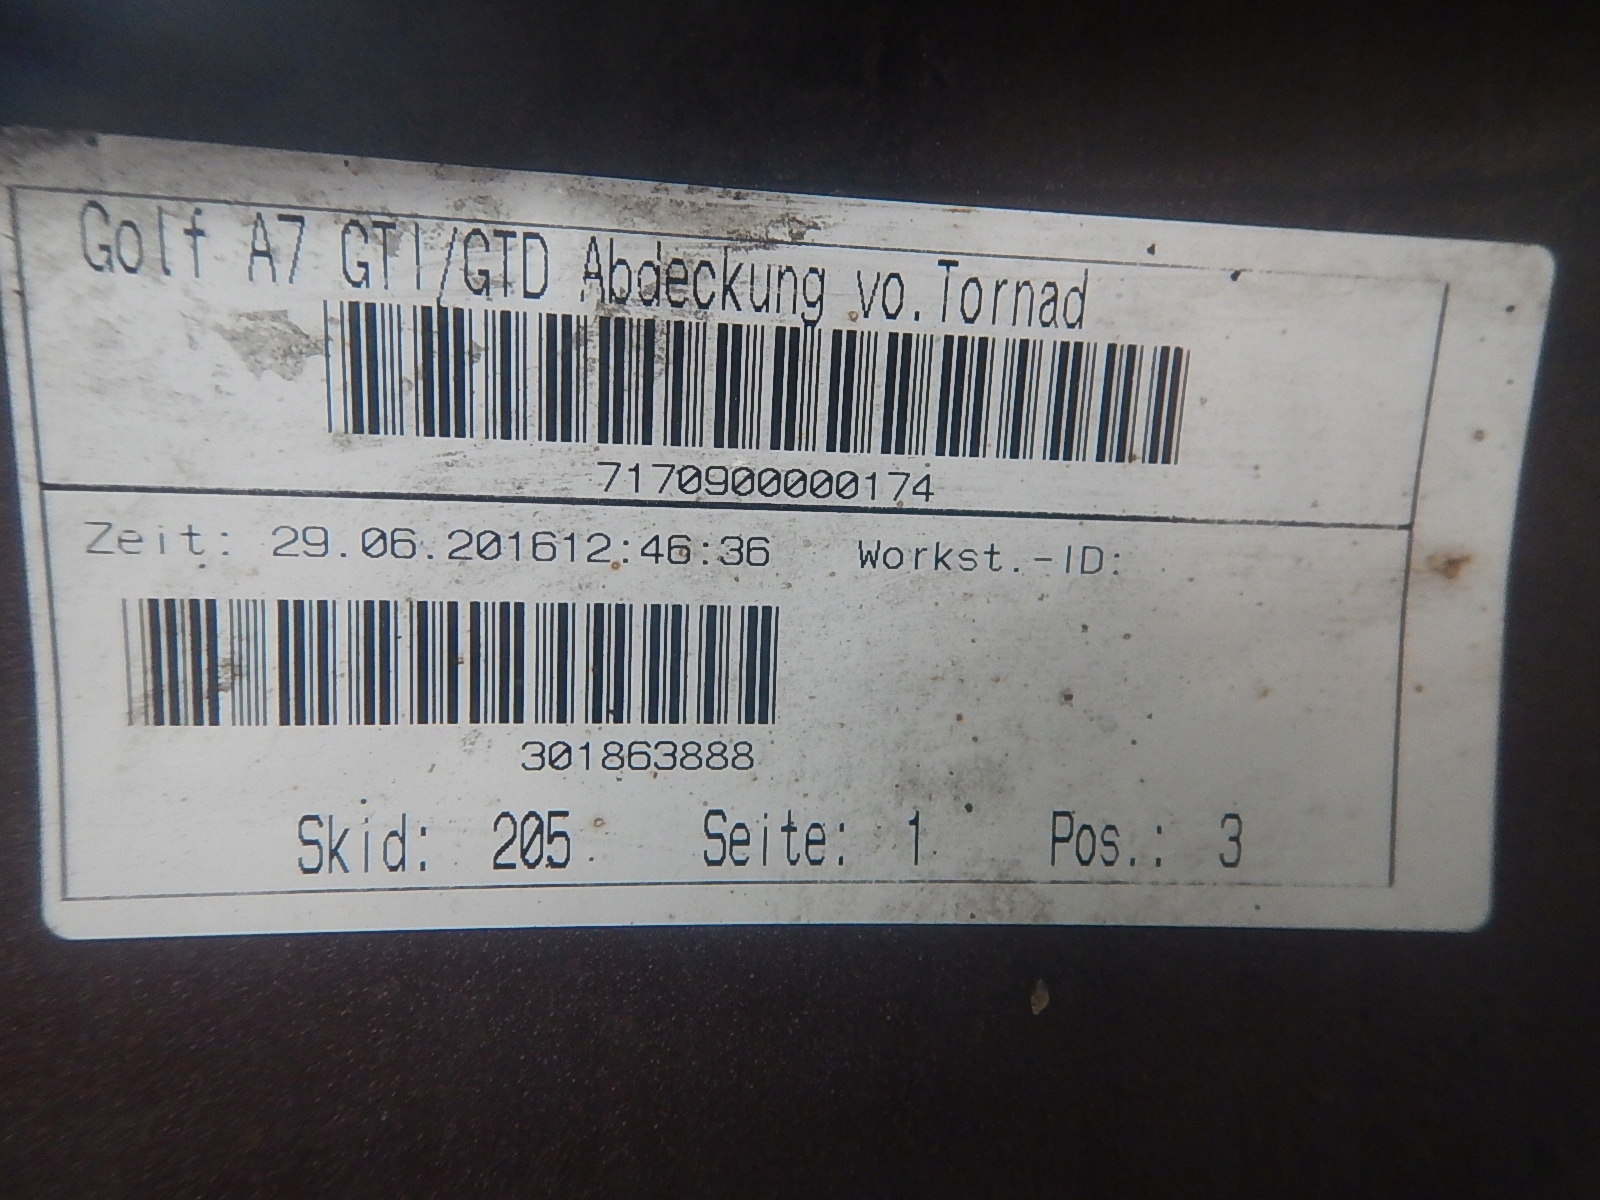 Golf A7 GTI/GTD Abdeckung vo.Tornad
7170900000174
Zeit: 29.06.201612:46:36 Workst.-ID:
301863888
Skid: 205 Seite: 1 Pos.: 3